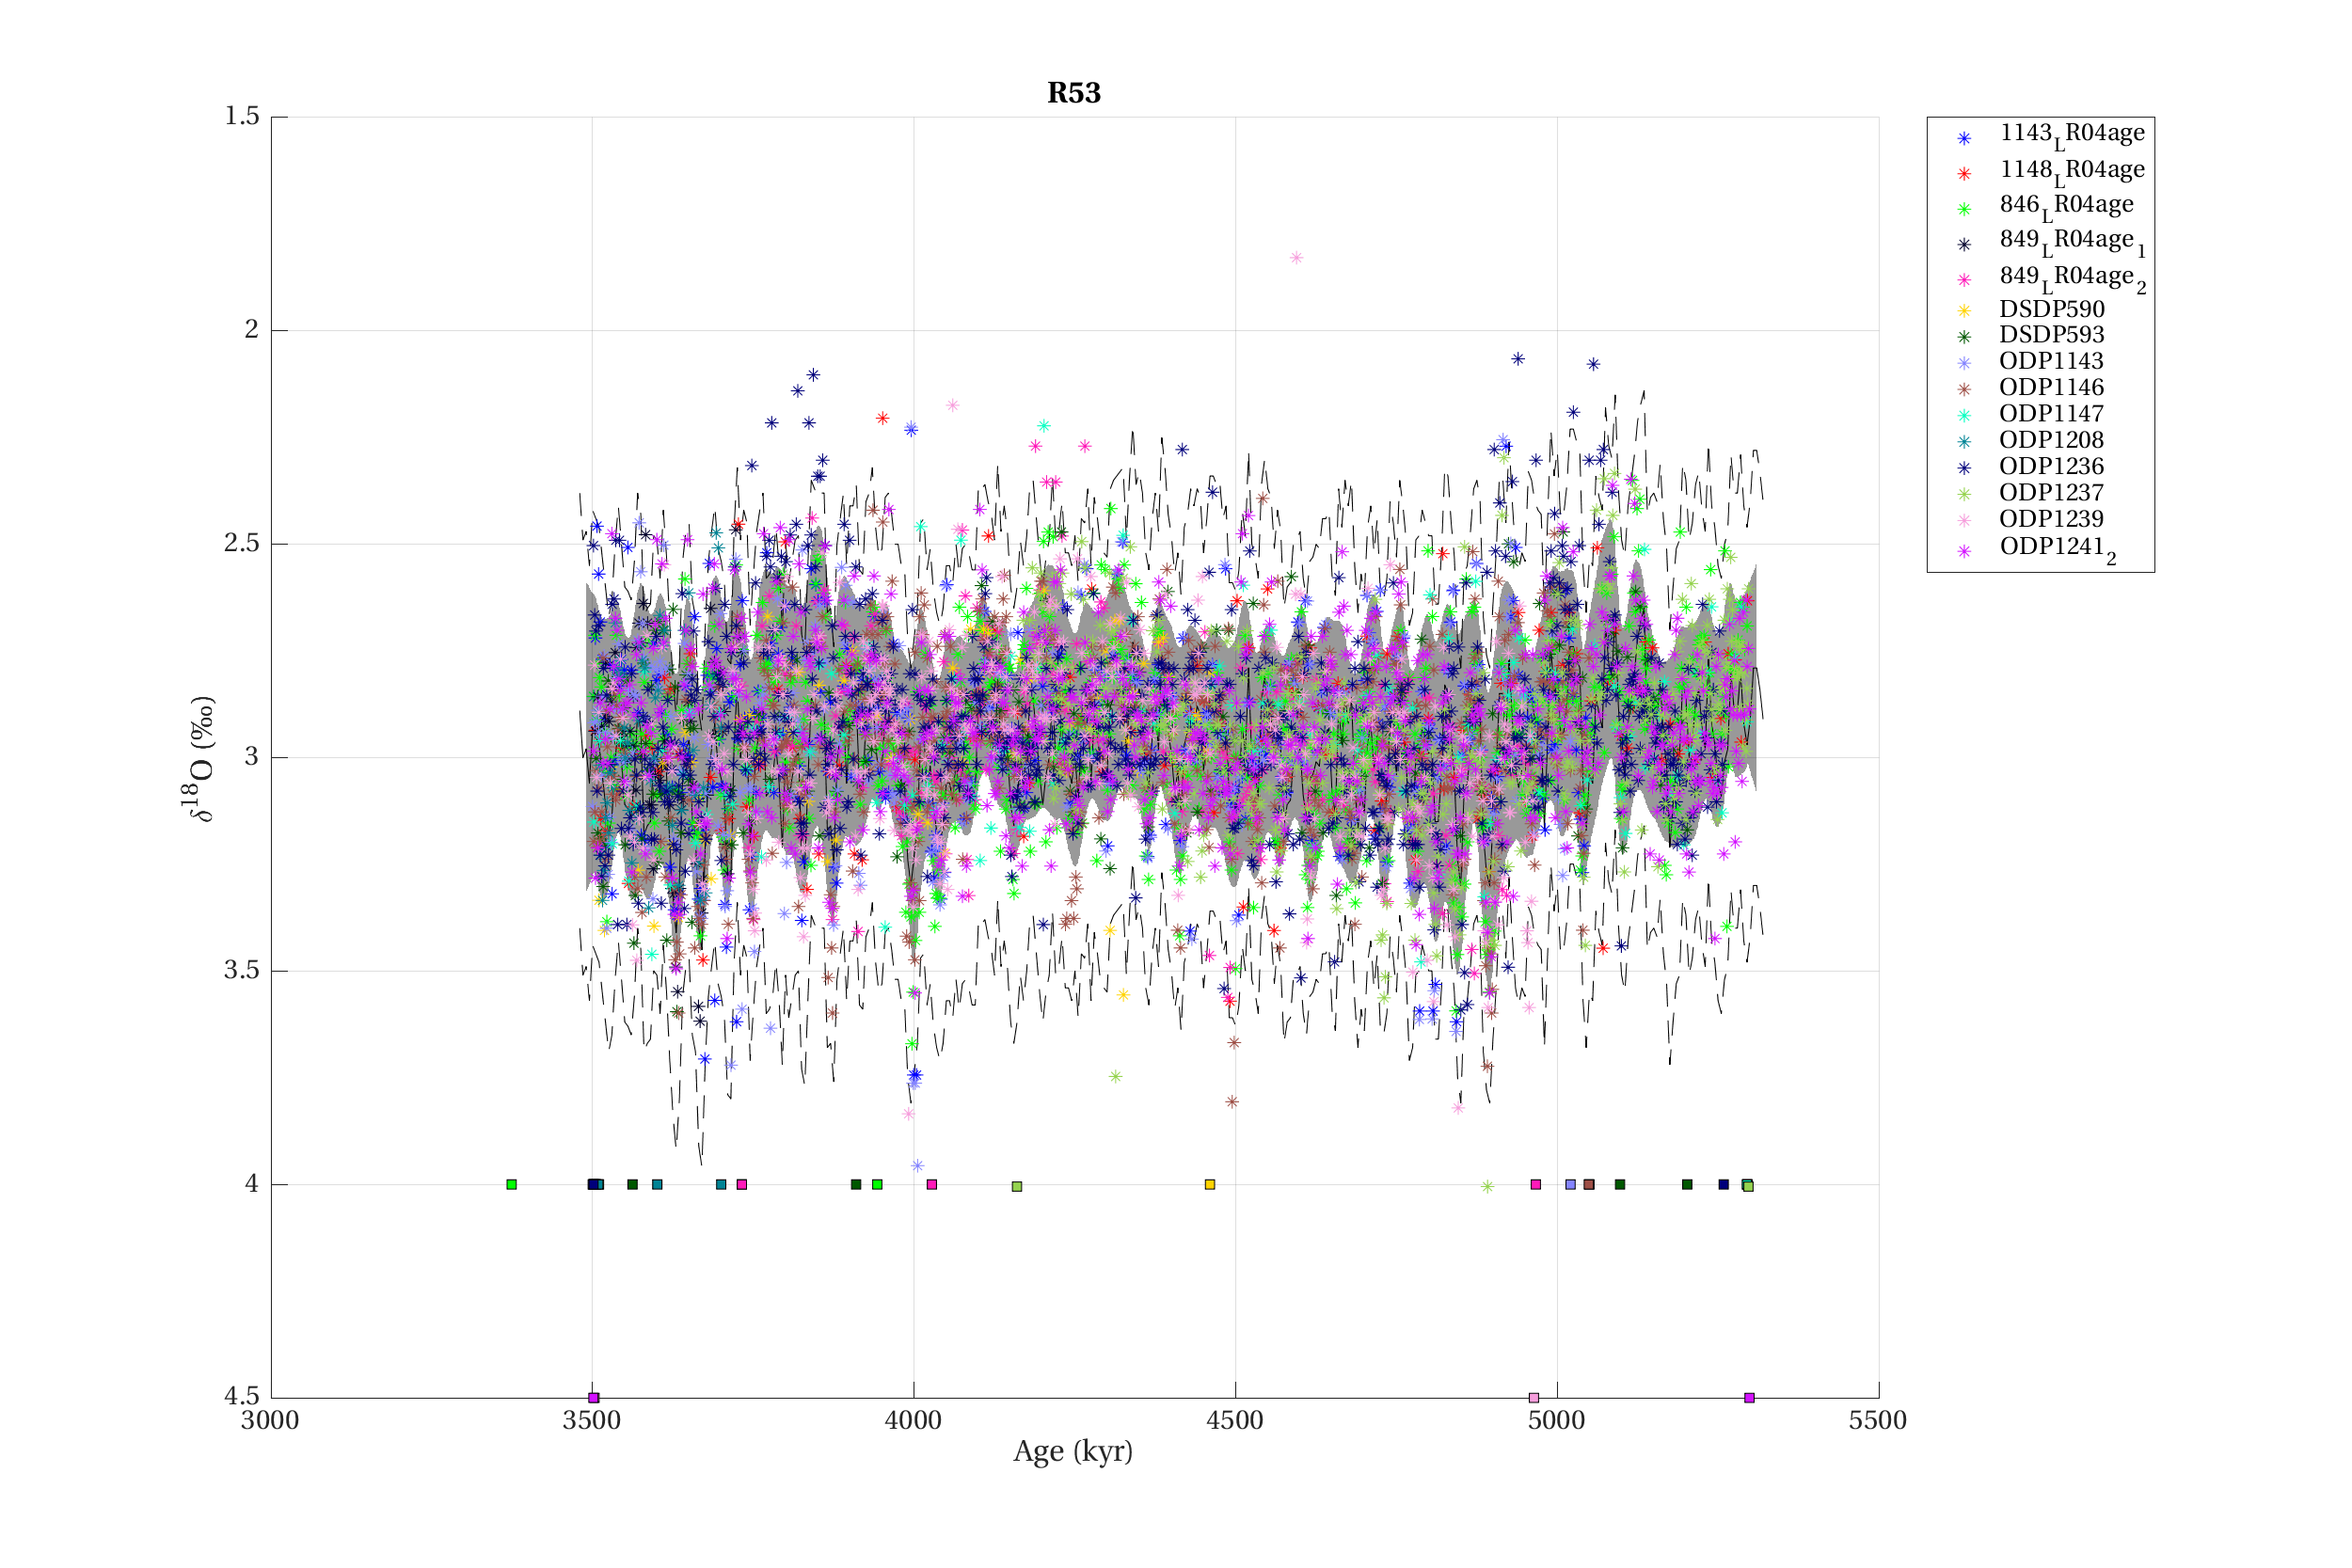 R53
1.5
2
2.5
3
3.5
4
4.5
δ18O (‰)
3000 3500 4000 4500 5000 5500
Age (kyr)
1143LR04age
1148LR04age
846LR04age
849LR04age1
849LR04age2
DSDP590
DSDP593
ODP1143
ODP1146
ODP1147
ODP1208
ODP1236
ODP1237
ODP1239
ODP12412